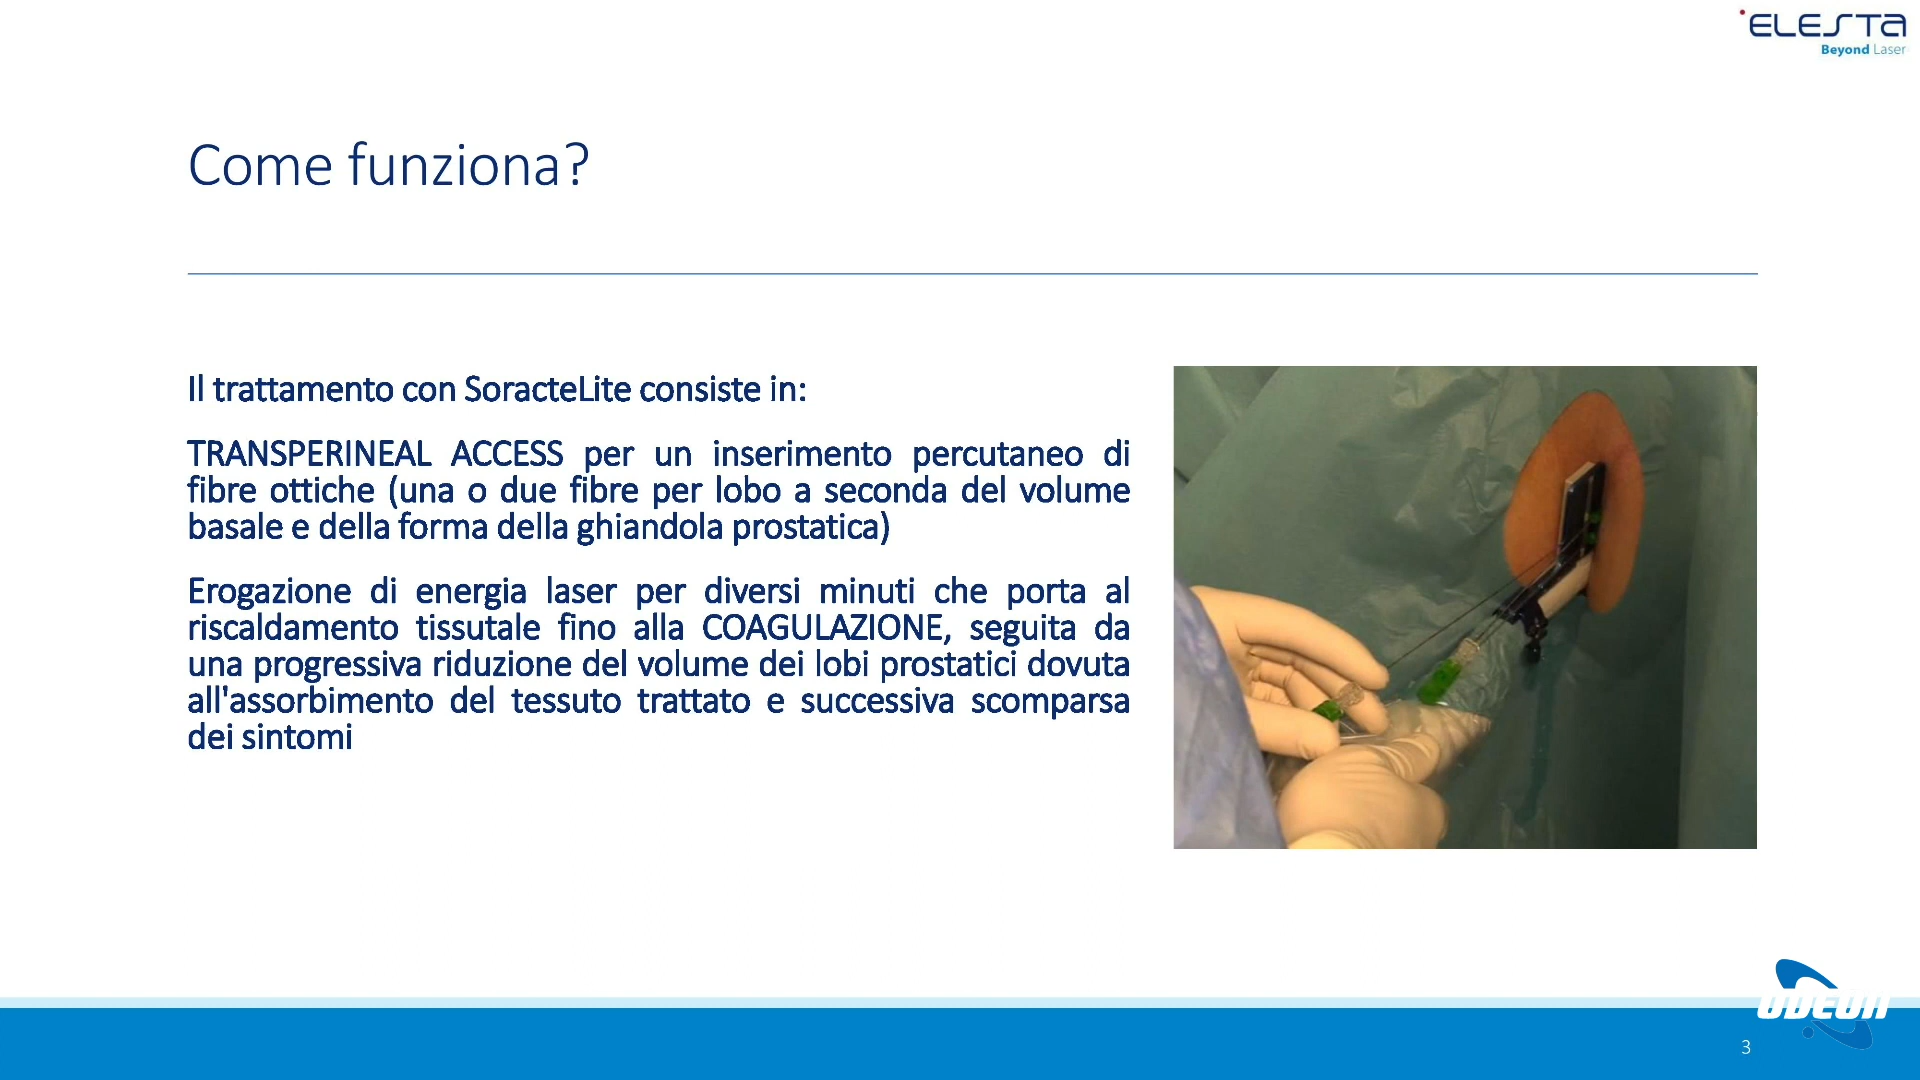 ELESTA
Beyond Laser
Come funziona?
Il trattamento con SoracteLite consiste in:
TRANSPERINEAL ACCESS per un inserimento percutaneo di
fibre ottiche (una o due fibre per lobo a seconda del volume
basale e della forma della ghiandola prostatica)
Erogazione di energia laser per diversi minuti che porta al
riscaldamento tissutale fino alla COAGULAZIONE, seguita da
una progressiva riduzione del volume dei lobi prostatici dovuta
all'assorbimento del tessuto trattato e successiva scomparsa
dei sintomi
ODEON
3